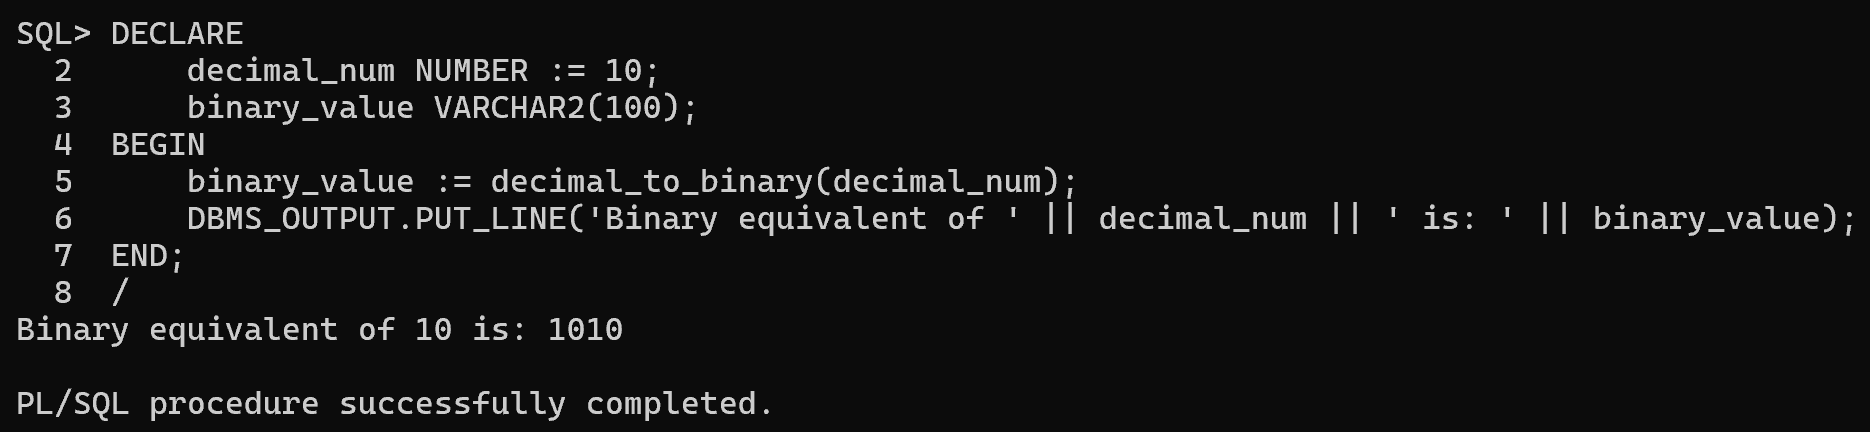 SQL> DECLARE
  2      decimal_num NUMBER := 10;
  3      binary_value VARCHAR2(100);
  4  BEGIN
  5      binary_value := decimal_to_binary(decimal_num);
  6      DBMS_OUTPUT.PUT_LINE('Binary equivalent of ' || decimal_num || ' is: ' || binary_value);
  7  END;
  8  /
Binary equivalent of 10 is: 1010

PL/SQL procedure successfully completed.